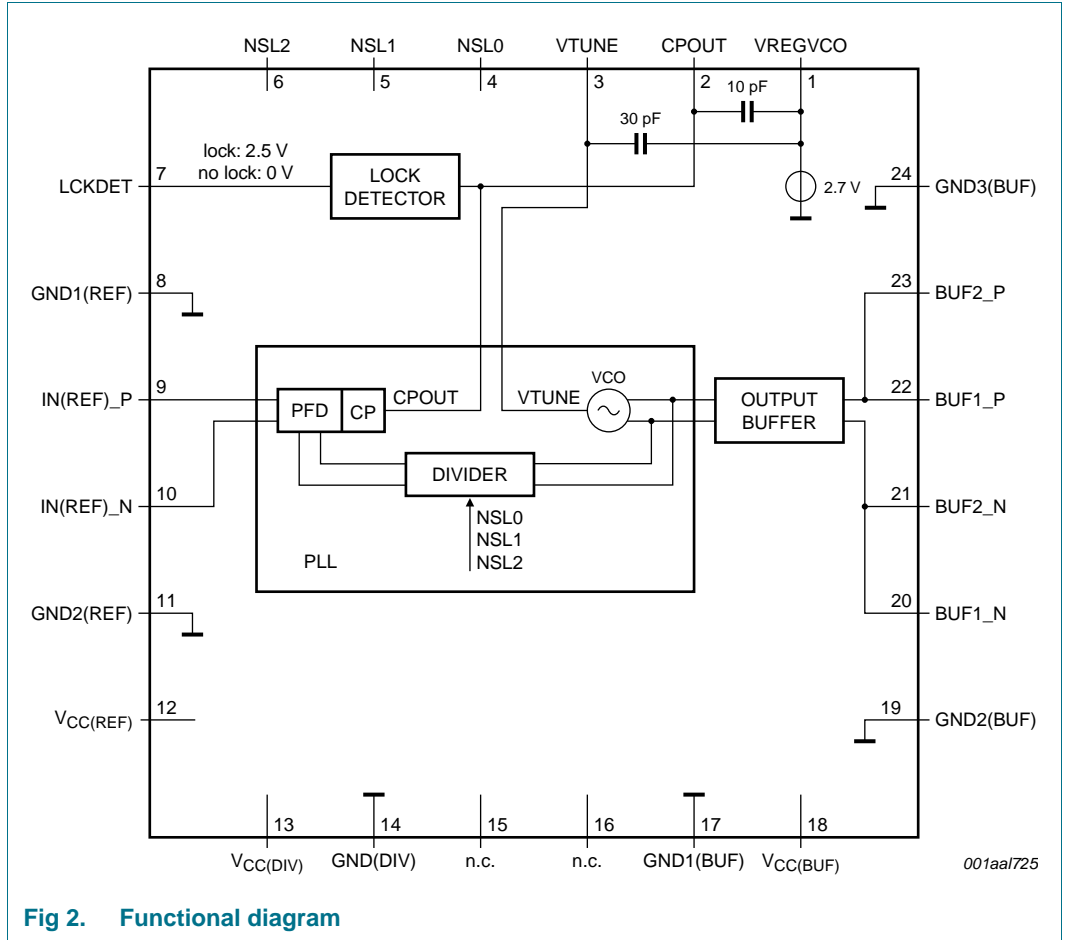 NSL2 NSL1 NSL0 VTUNE CPOUT VREGVCO
6 5 4 3 2 1
10 pF
30 pF
lock: 2.5 V
no lock: 0 V
7
LCKDET
LOCK
DETECTOR
2.7 V
24
GND3(BUF)
8
GND1(REF)
23
BUF2_P
9
IN(REF)_P
PFD CP
CPOUT
VTUNE
VCO
OUTPUT
BUFFER
22
BUF1_P
DIVIDER
10
IN(REF)_N
21
BUF2_N
NSL0
NSL1
NSL2
PLL
11
GND2(REF)
20
BUF1_N
12
VCC(REF)
19
GND2(BUF)
13 14 15 16 17 18
VCC(DIV) GND(DIV) n.c. n.c. GND1(BUF) VCC(BUF)
001aal725
Fig 2. Functional diagram